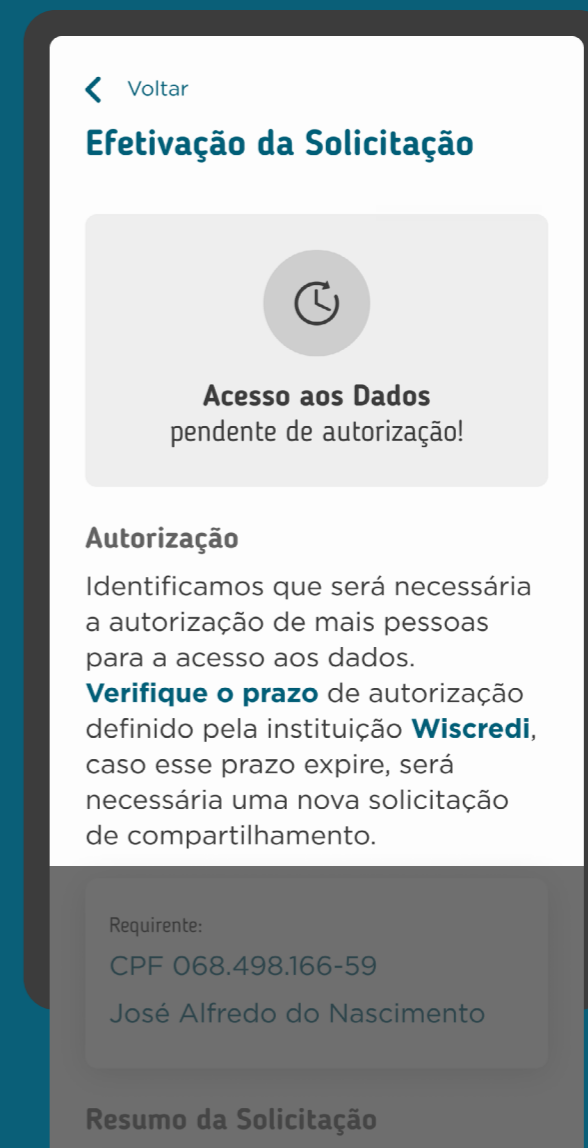 Voltar
Efetivação da Solicitação
Acesso aos Dados
pendente de autorização!
Autorização
Identificamos que será necessária
a autorização de mais pessoas
para a acesso aos dados.
Verifique o prazo de autorização
definido pela instituição Wiscredi,
caso esse prazo expire, será
necessária uma nova solicitação
de compartilhamento.
Requirente:
CPF 068.498.166-59
José Alfredo do Nascimento
Resumo da Solicitação